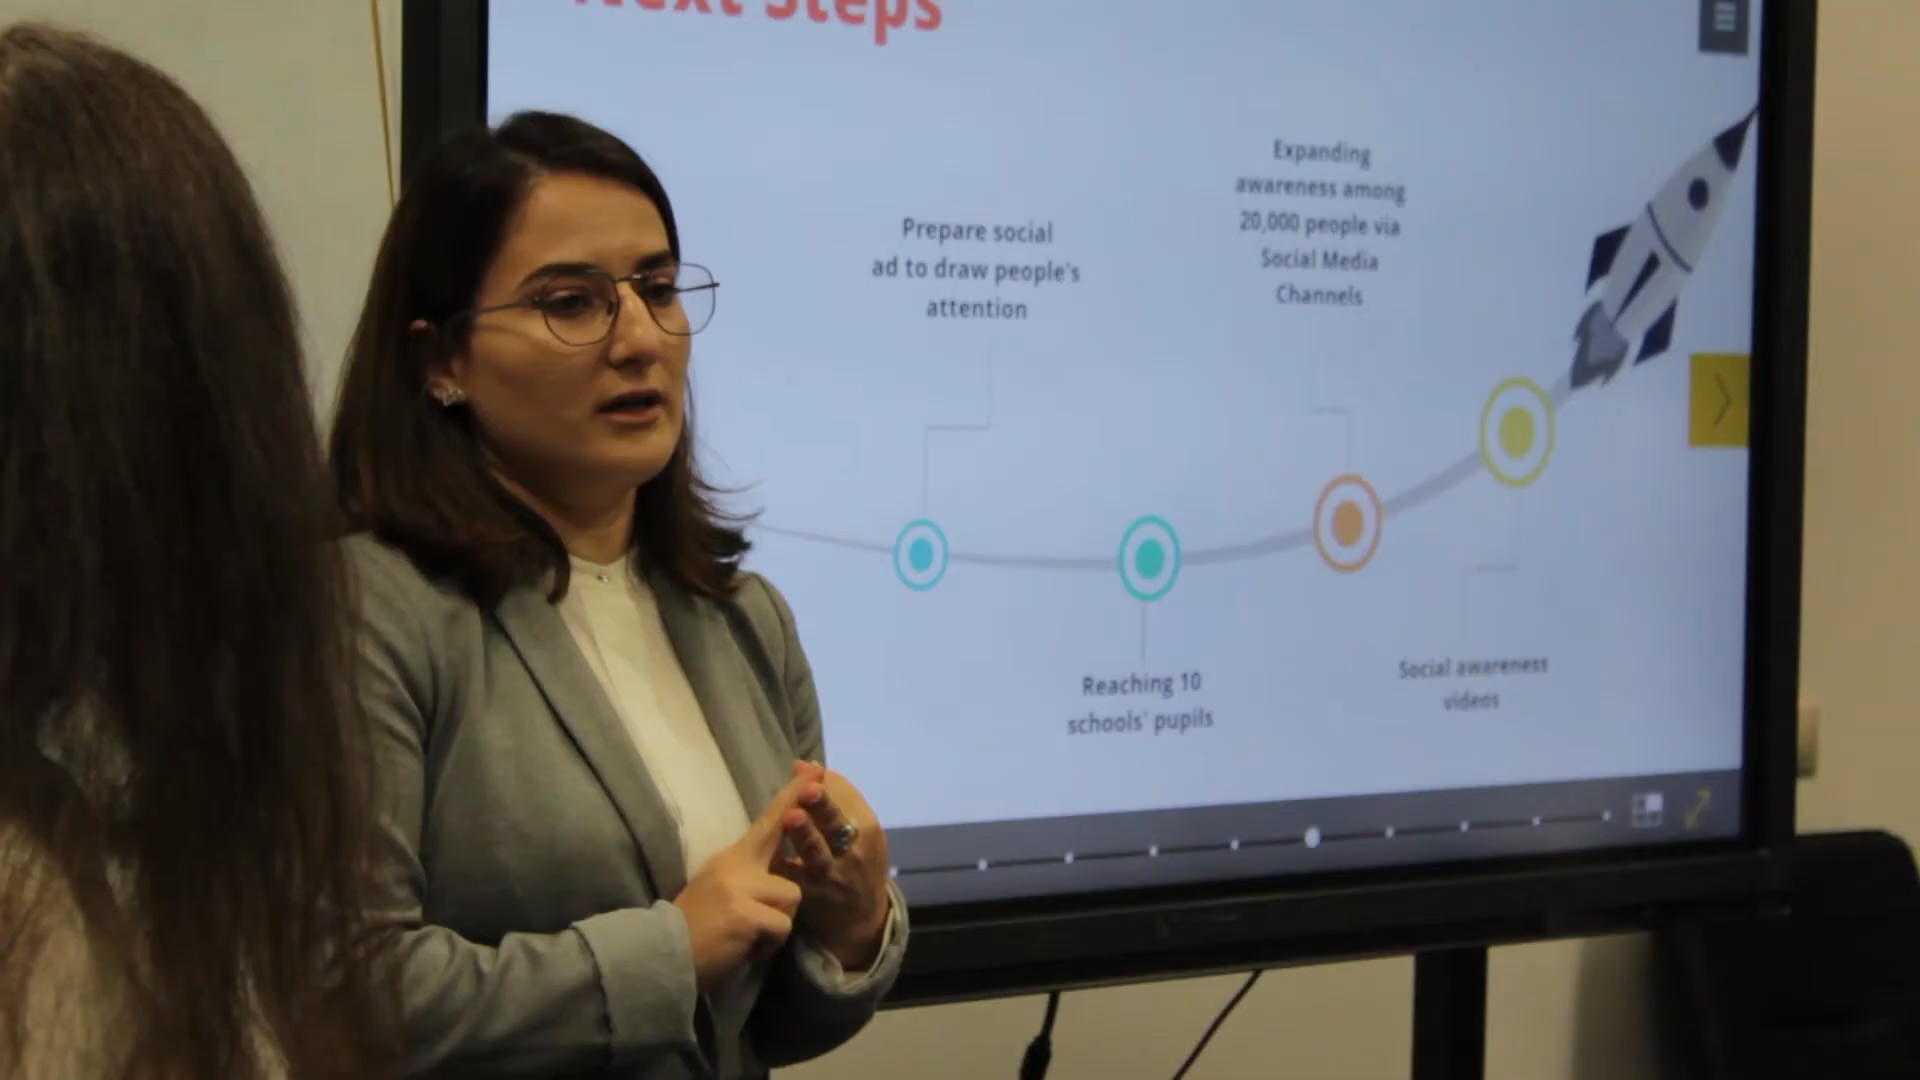 Next Steps
Prepare social
ad to draw people's
attention
Expanding
awareness among
20,000 people via
Social Media
Channels
Reaching 10
schools' pupils
Social awareness
videos